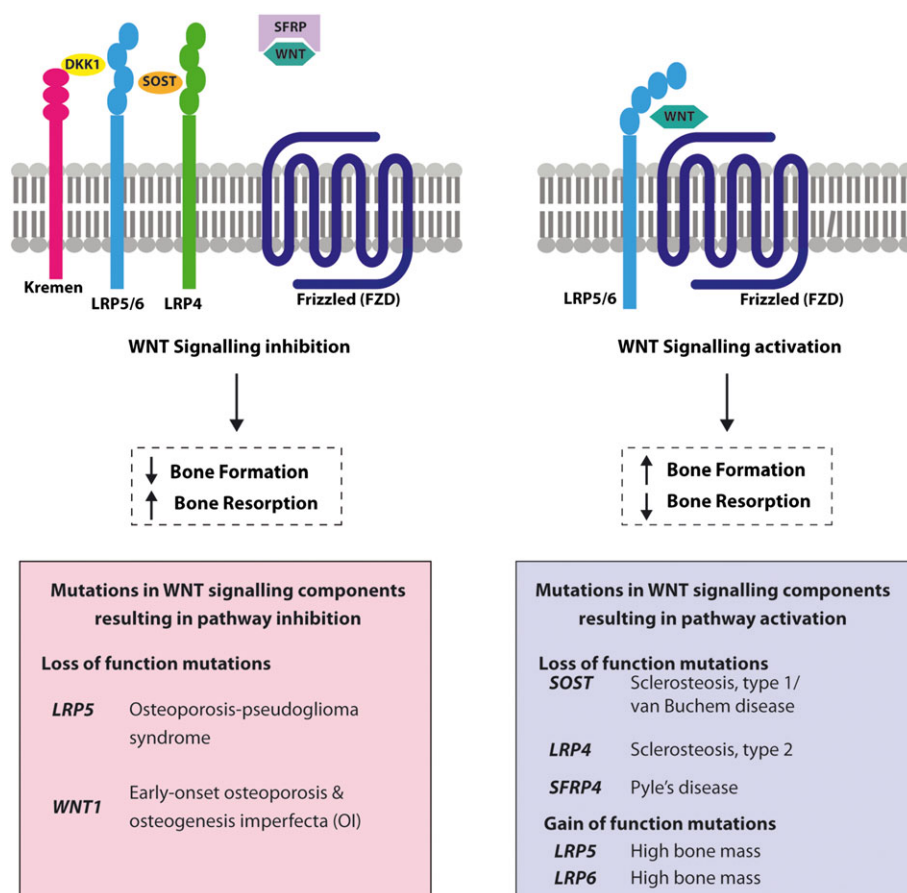 SFRP
WNT
DKK1
SOST
Kremen
LRP5/6
LRP4
Frizzled (FZD)
WNT Signalling inhibition
↓ Bone Formation
↑ Bone Resorption
Mutations in WNT signalling components
resulting in pathway inhibition
Loss of function mutations
LRP5 Osteoporosis-pseudoglioma
syndrome
WNT1 Early-onset osteoporosis &
osteogenesis imperfecta (OI)
WNT
LRP5/6
Frizzled (FZD)
WNT Signalling activation
↑ Bone Formation
↓ Bone Resorption
Mutations in WNT signalling components
resulting in pathway activation
Loss of function mutations
SOST Sclerosteosis, type 1/
van Buchem disease
LRP4 Sclerosteosis, type 2
SFRP4 Pyle's disease
Gain of function mutations
LRP5 High bone mass
LRP6 High bone mass